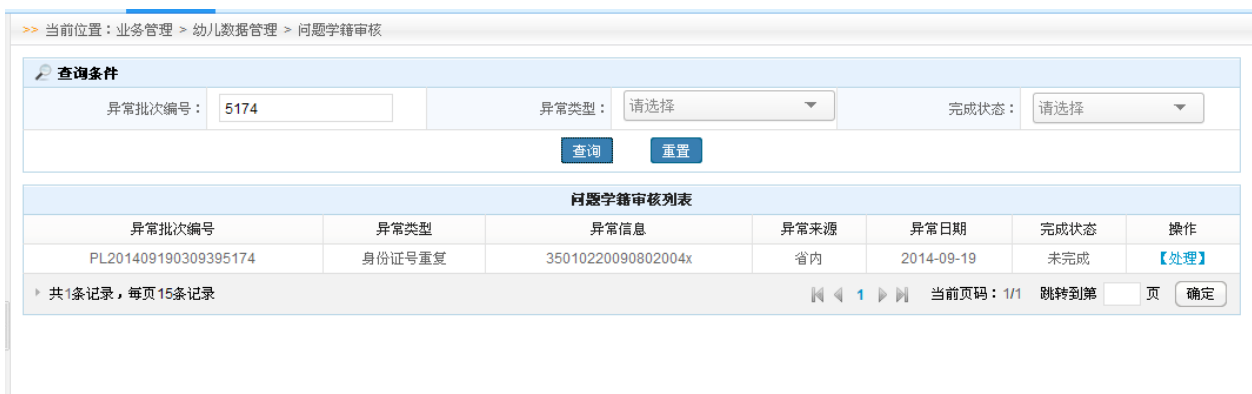 >> 当前位置：业务管理 > 幼儿数据管理 > 问题学籍审核
查询条件
异常批次编号： 5174 异常类型： 请选择 完成状态： 请选择
查询 重置
问题学籍审核列表
异常批次编号 异常类型 异常信息 异常来源 异常日期 完成状态 操作
PL201409190309395174 身份证号重复 35010220090802004x 省内 2014-09-19 未完成 【处理】
共1条记录，每页15条记录 1 当前页码：1/1 跳转到第 页 确定